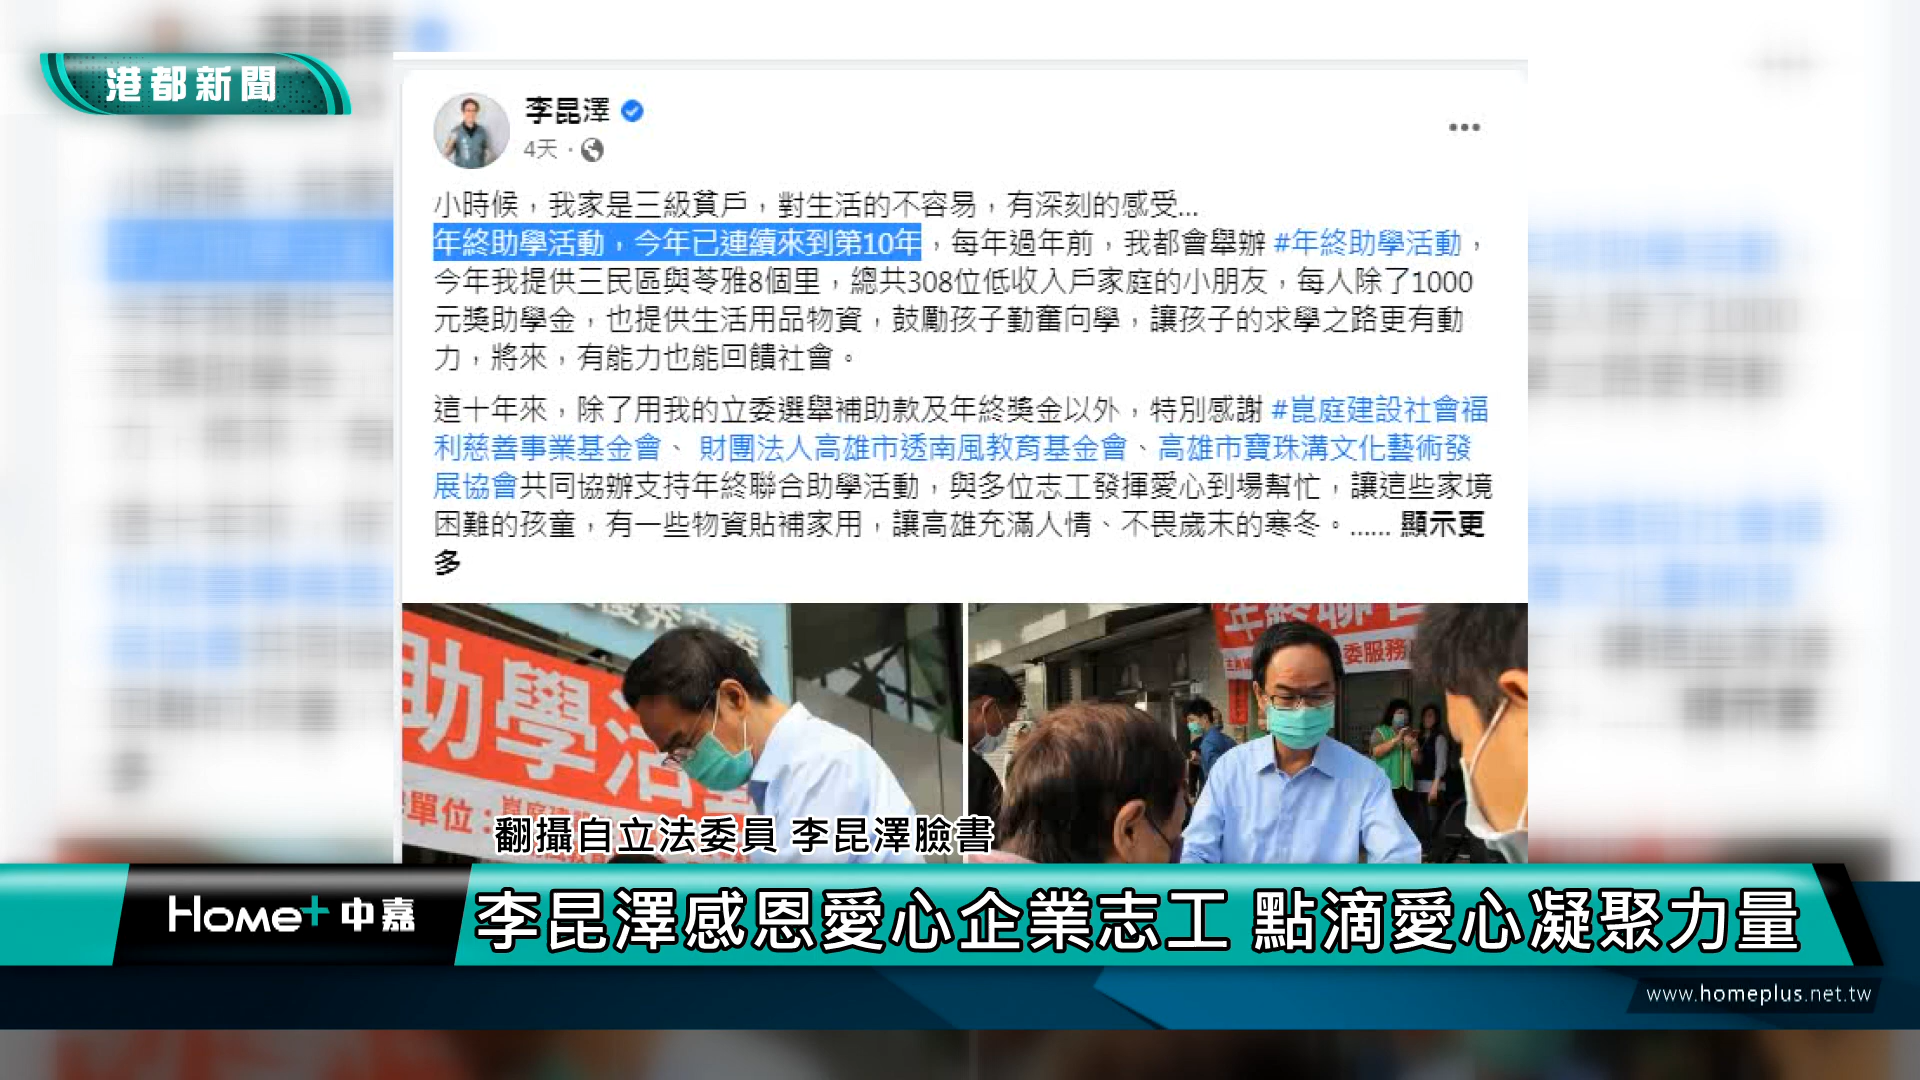 港都新聞
李昆澤
4天
小時候，我家是三級貧戶，對生活的不容易，有深刻的感受...
年終助學活動，今年已連續來到第10年，每年過年前，我都會舉辦 #年終助學活動，
今年我提供三民區與苓雅8個里，總共308位低收入戶家庭的小朋友，每人除了1000
元獎助學金，也提供生活用品物資，鼓勵孩子勤奮向學，讓孩子的求學之路更有動
力，將來，有能力也能回饋社會。
這十年來，除了用我的立委選舉補助款及年終獎金以外，特別感謝 #崑庭建設社會福
利慈善事業基金會、 財團法人高雄市透南風教育基金會、高雄市寶珠溝文化藝術發
展協會共同協辦支持年終聯合助學活動，與多位志工發揮愛心到場幫忙，讓這些家境
困難的孩童，有一些物資貼補家用，讓高雄充滿人情、不畏歲末的寒冬。...... 顯示更
多
助學活
單位：崑庭建
年終聯合
委服務
翻攝自立法委員 李昆澤臉書
Home+ 中嘉
李昆澤感恩愛心企業志工 點滴愛心凝聚力量
www.homeplus.net.tw